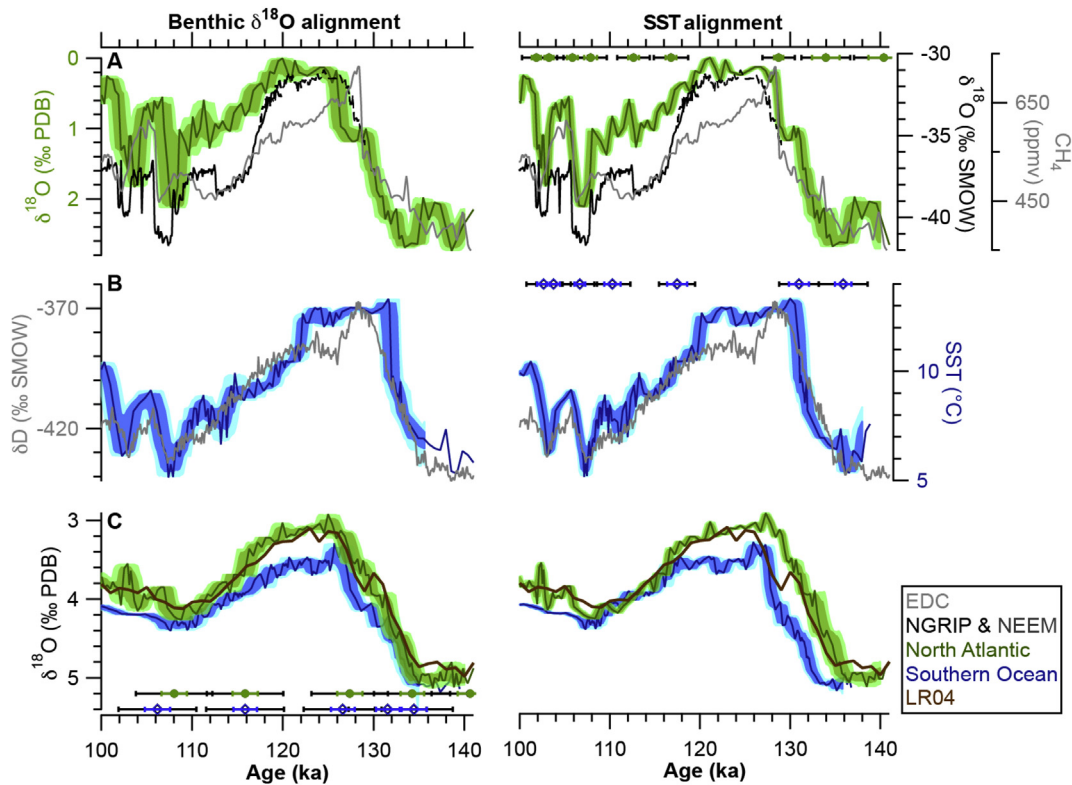 Benthic δ¹⁸O alignment
SST alignment
A
0
1
2
δ¹⁸O (‰ PDB)
-30
-35
-40
δ¹⁸O (‰ SMOW)
650
450
CH₄
(ppmv)
B
-370
-420
δD (‰ SMOW)
10
5
SST (°C)
C
3
4
5
δ¹⁸O (‰ PDB)
100 110 120 130 140
Age (ka)
100 110 120 130 140
Age (ka)
EDC
NGRIP & NEEM
North Atlantic
Southern Ocean
LR04